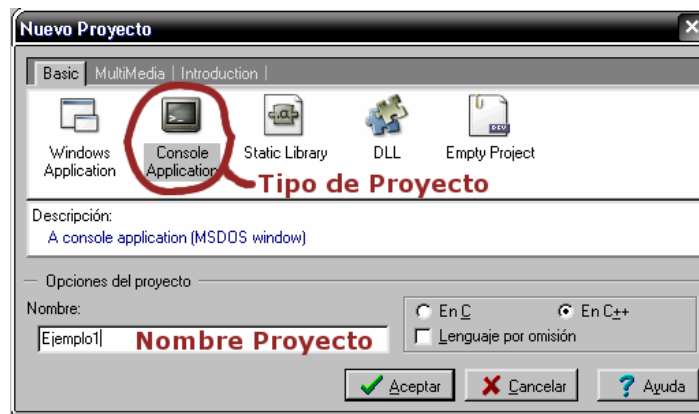 Nuevo Proyecto
Basic MultiMedia Introduction
Windows Application
Console Application
Static Library
DLL
Empty Project
Tipo de Proyecto
Descripción:
A console application (MSDOS window)
Opciones del proyecto
Nombre:
En C En C++
Ejemplo1 Nombre Proyecto
Lenguaje por omisión
Aceptar Cancelar Ayuda